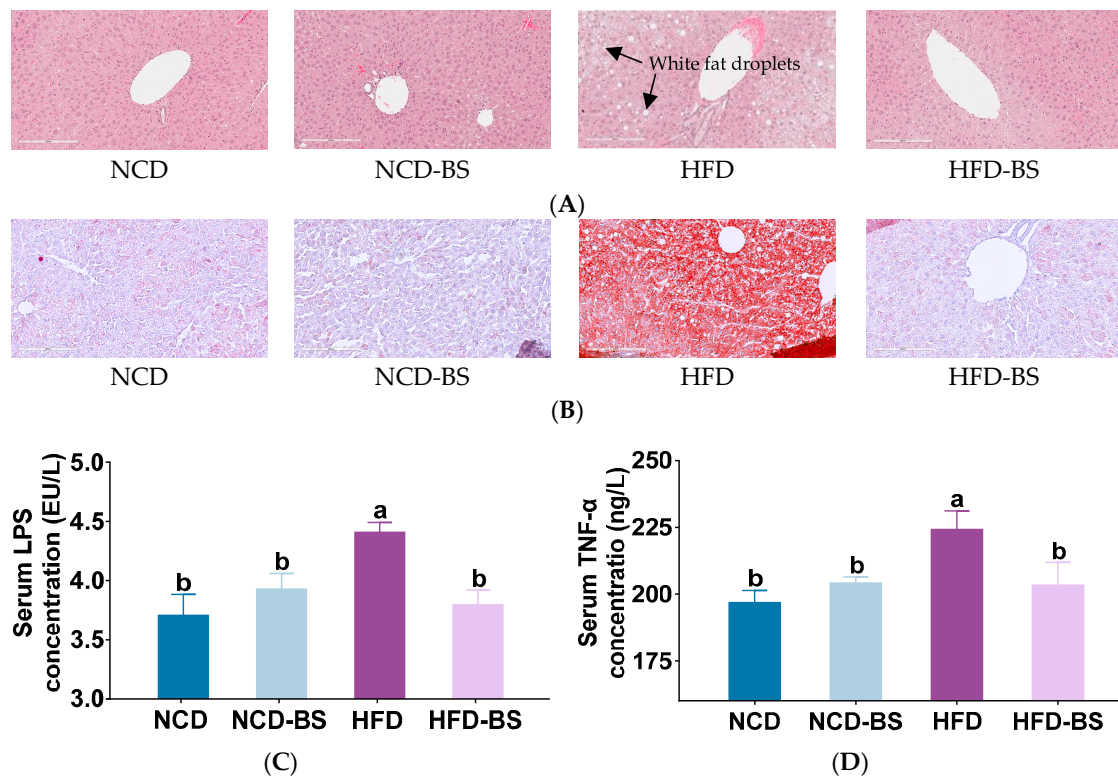 White fat droplets
NCD NCD-BS HFD HFD-BS
(A)
NCD NCD-BS HFD HFD-BS
(B)
Serum LPS
concentration (EU/L)
5.0
4.5
4.0
3.5
3.0
b b a b
NCD NCD-BS HFD HFD-BS
(C)
Serum TNF-α
concentratio (ng/L)
250
225
200
175
b b a b
NCD NCD-BS HFD HFD-BS
(D)